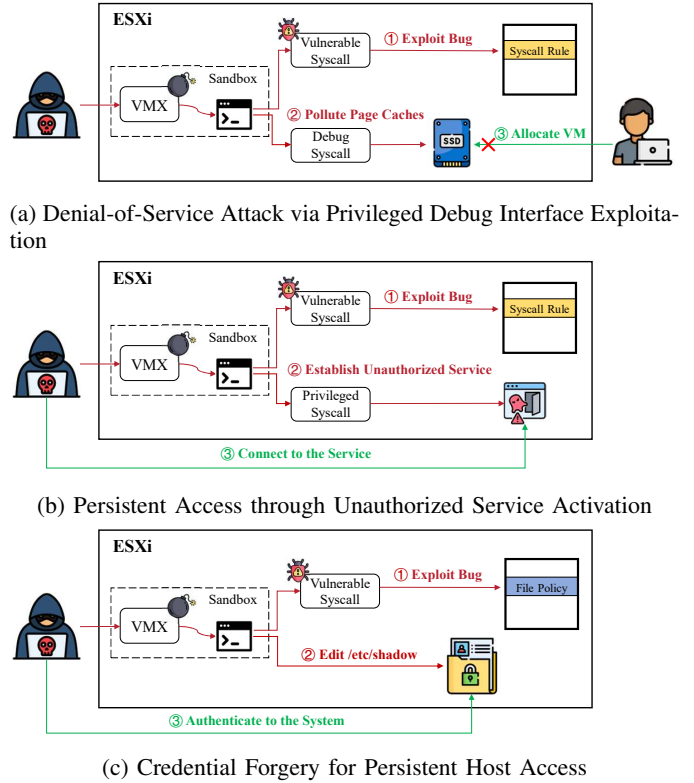 ESXi
Vulnerable
Syscall
① Exploit Bug
Syscall Rule
Sandbox
VMX
② Pollute Page Caches
Debug
Syscall
SSD
③ Allocate VM
(a) Denial-of-Service Attack via Privileged Debug Interface Exploita-
tion
ESXi
Vulnerable
Syscall
① Exploit Bug
Syscall Rule
Sandbox
VMX
② Establish Unauthorized Service
Privileged
Syscall
③ Connect to the Service
(b) Persistent Access through Unauthorized Service Activation
ESXi
Vulnerable
Syscall
① Exploit Bug
File Policy
Sandbox
VMX
② Edit /etc/shadow
③ Authenticate to the System
(c) Credential Forgery for Persistent Host Access